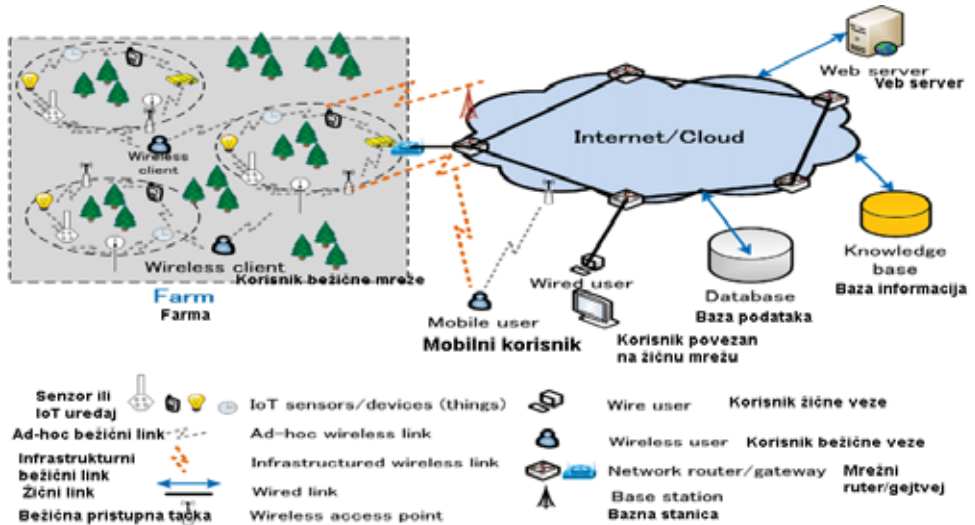 Web server
Veb server
Internet/Cloud
Wireless
client
Wireless client
Korisnik bežične mreže
Farm
Farma
Mobile user
Mobilni korisnik
Wired user
Korisnik povezan
na žičnu mrežu
Database
Baza podataka
Knowledge
base
Baza informacija
Senzor ili
IoT uređaj
IoT sensors/devices (things)
Ad-hoc bežični link
Ad-hoc wireless link
Infrastrukturni
bežični link
Infrastructured wireless link
Žični link
Wired link
Bežična pristupna tačka
Wireless access point
Wire user
Korisnik žične veze
Wireless user
Korisnik bežične veze
Network router/gateway
Mrežni
ruter/gejtvej
Base station
Bazna stanica